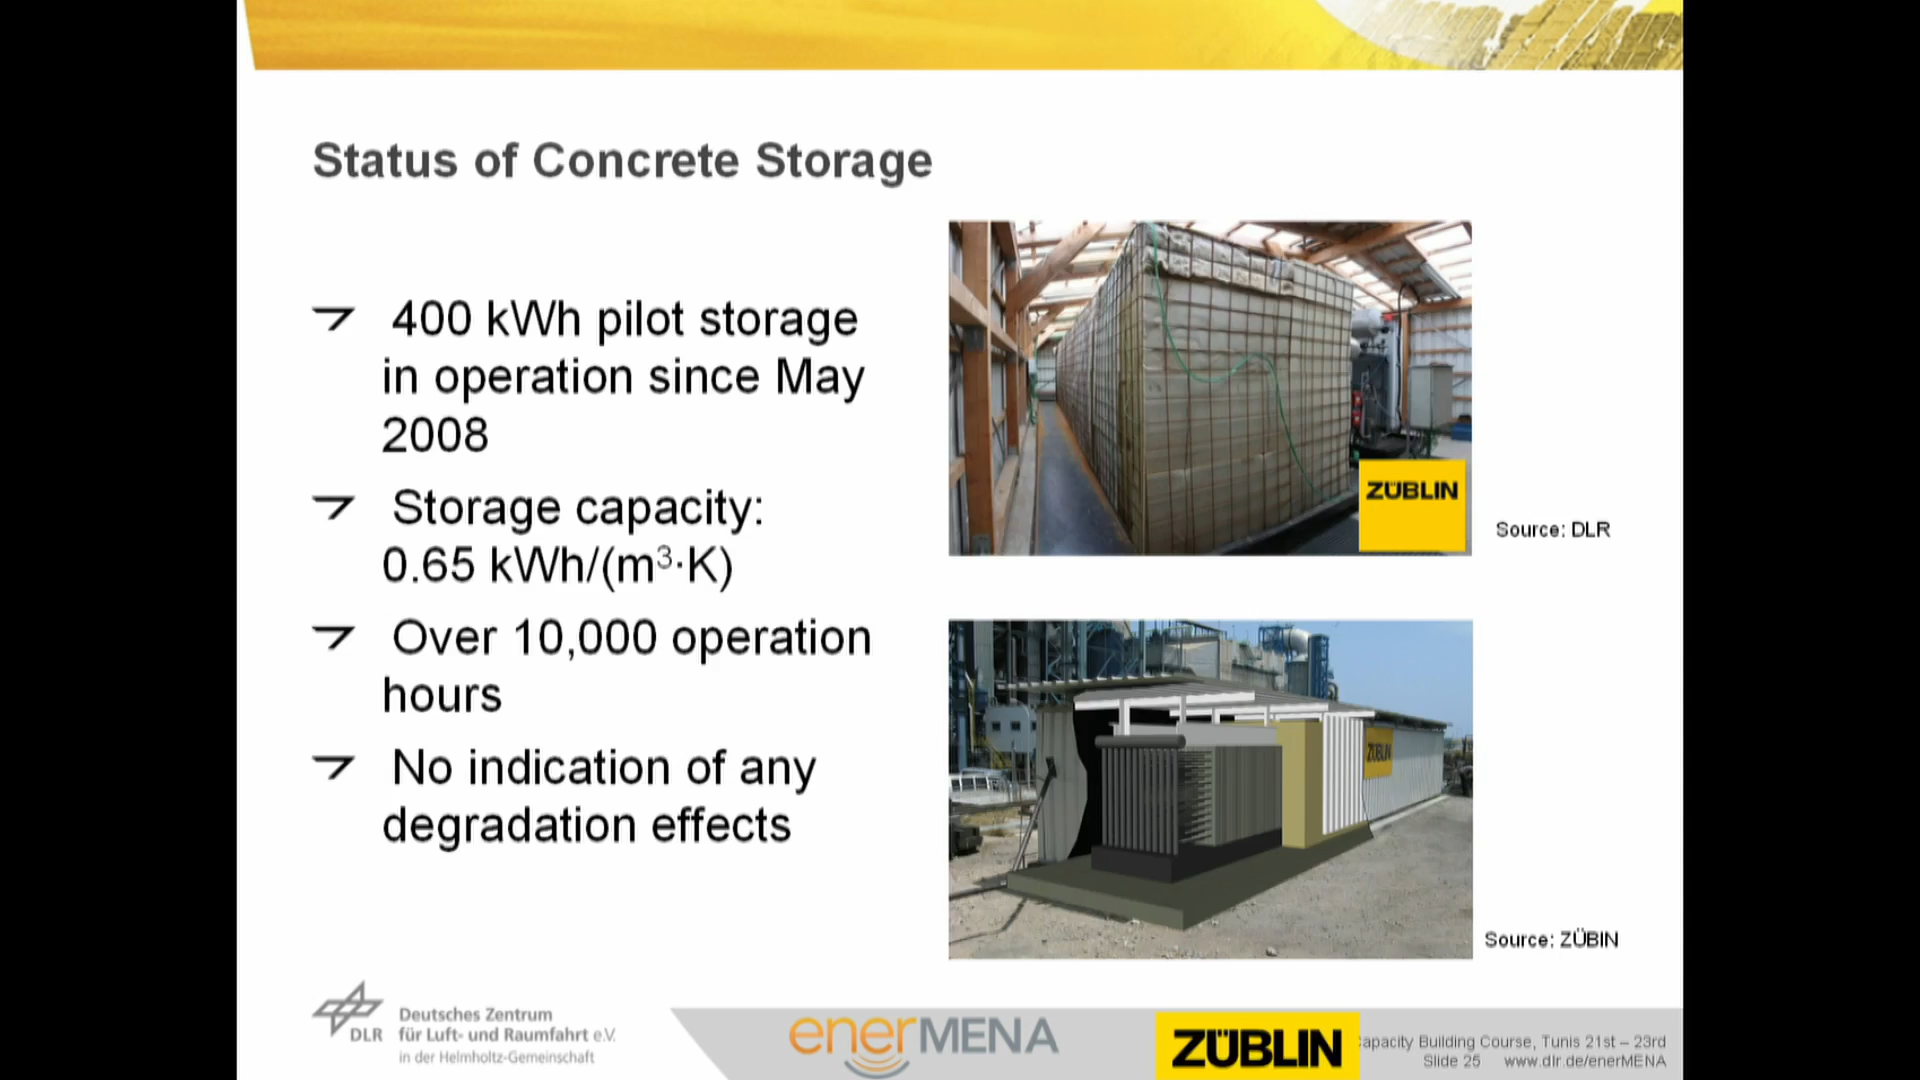 Status of Concrete Storage
400 kWh pilot storage
in operation since May
2008
Storage capacity:
0.65 kWh/(m³·K)
Over 10,000 operation
hours
No indication of any
degradation effects
ZÜBLIN
Source: DLR
ZÜBLIN
Source: ZÜBIN
DLR
Deutsches Zentrum
für Luft- und Raumfahrt e.V.
in der Helmholtz-Gemeinschaft
enerMENA
ZÜBLIN
Building Course, Tunis 21st – 23rd
Slide 25 www.dlr.de/enerMENA